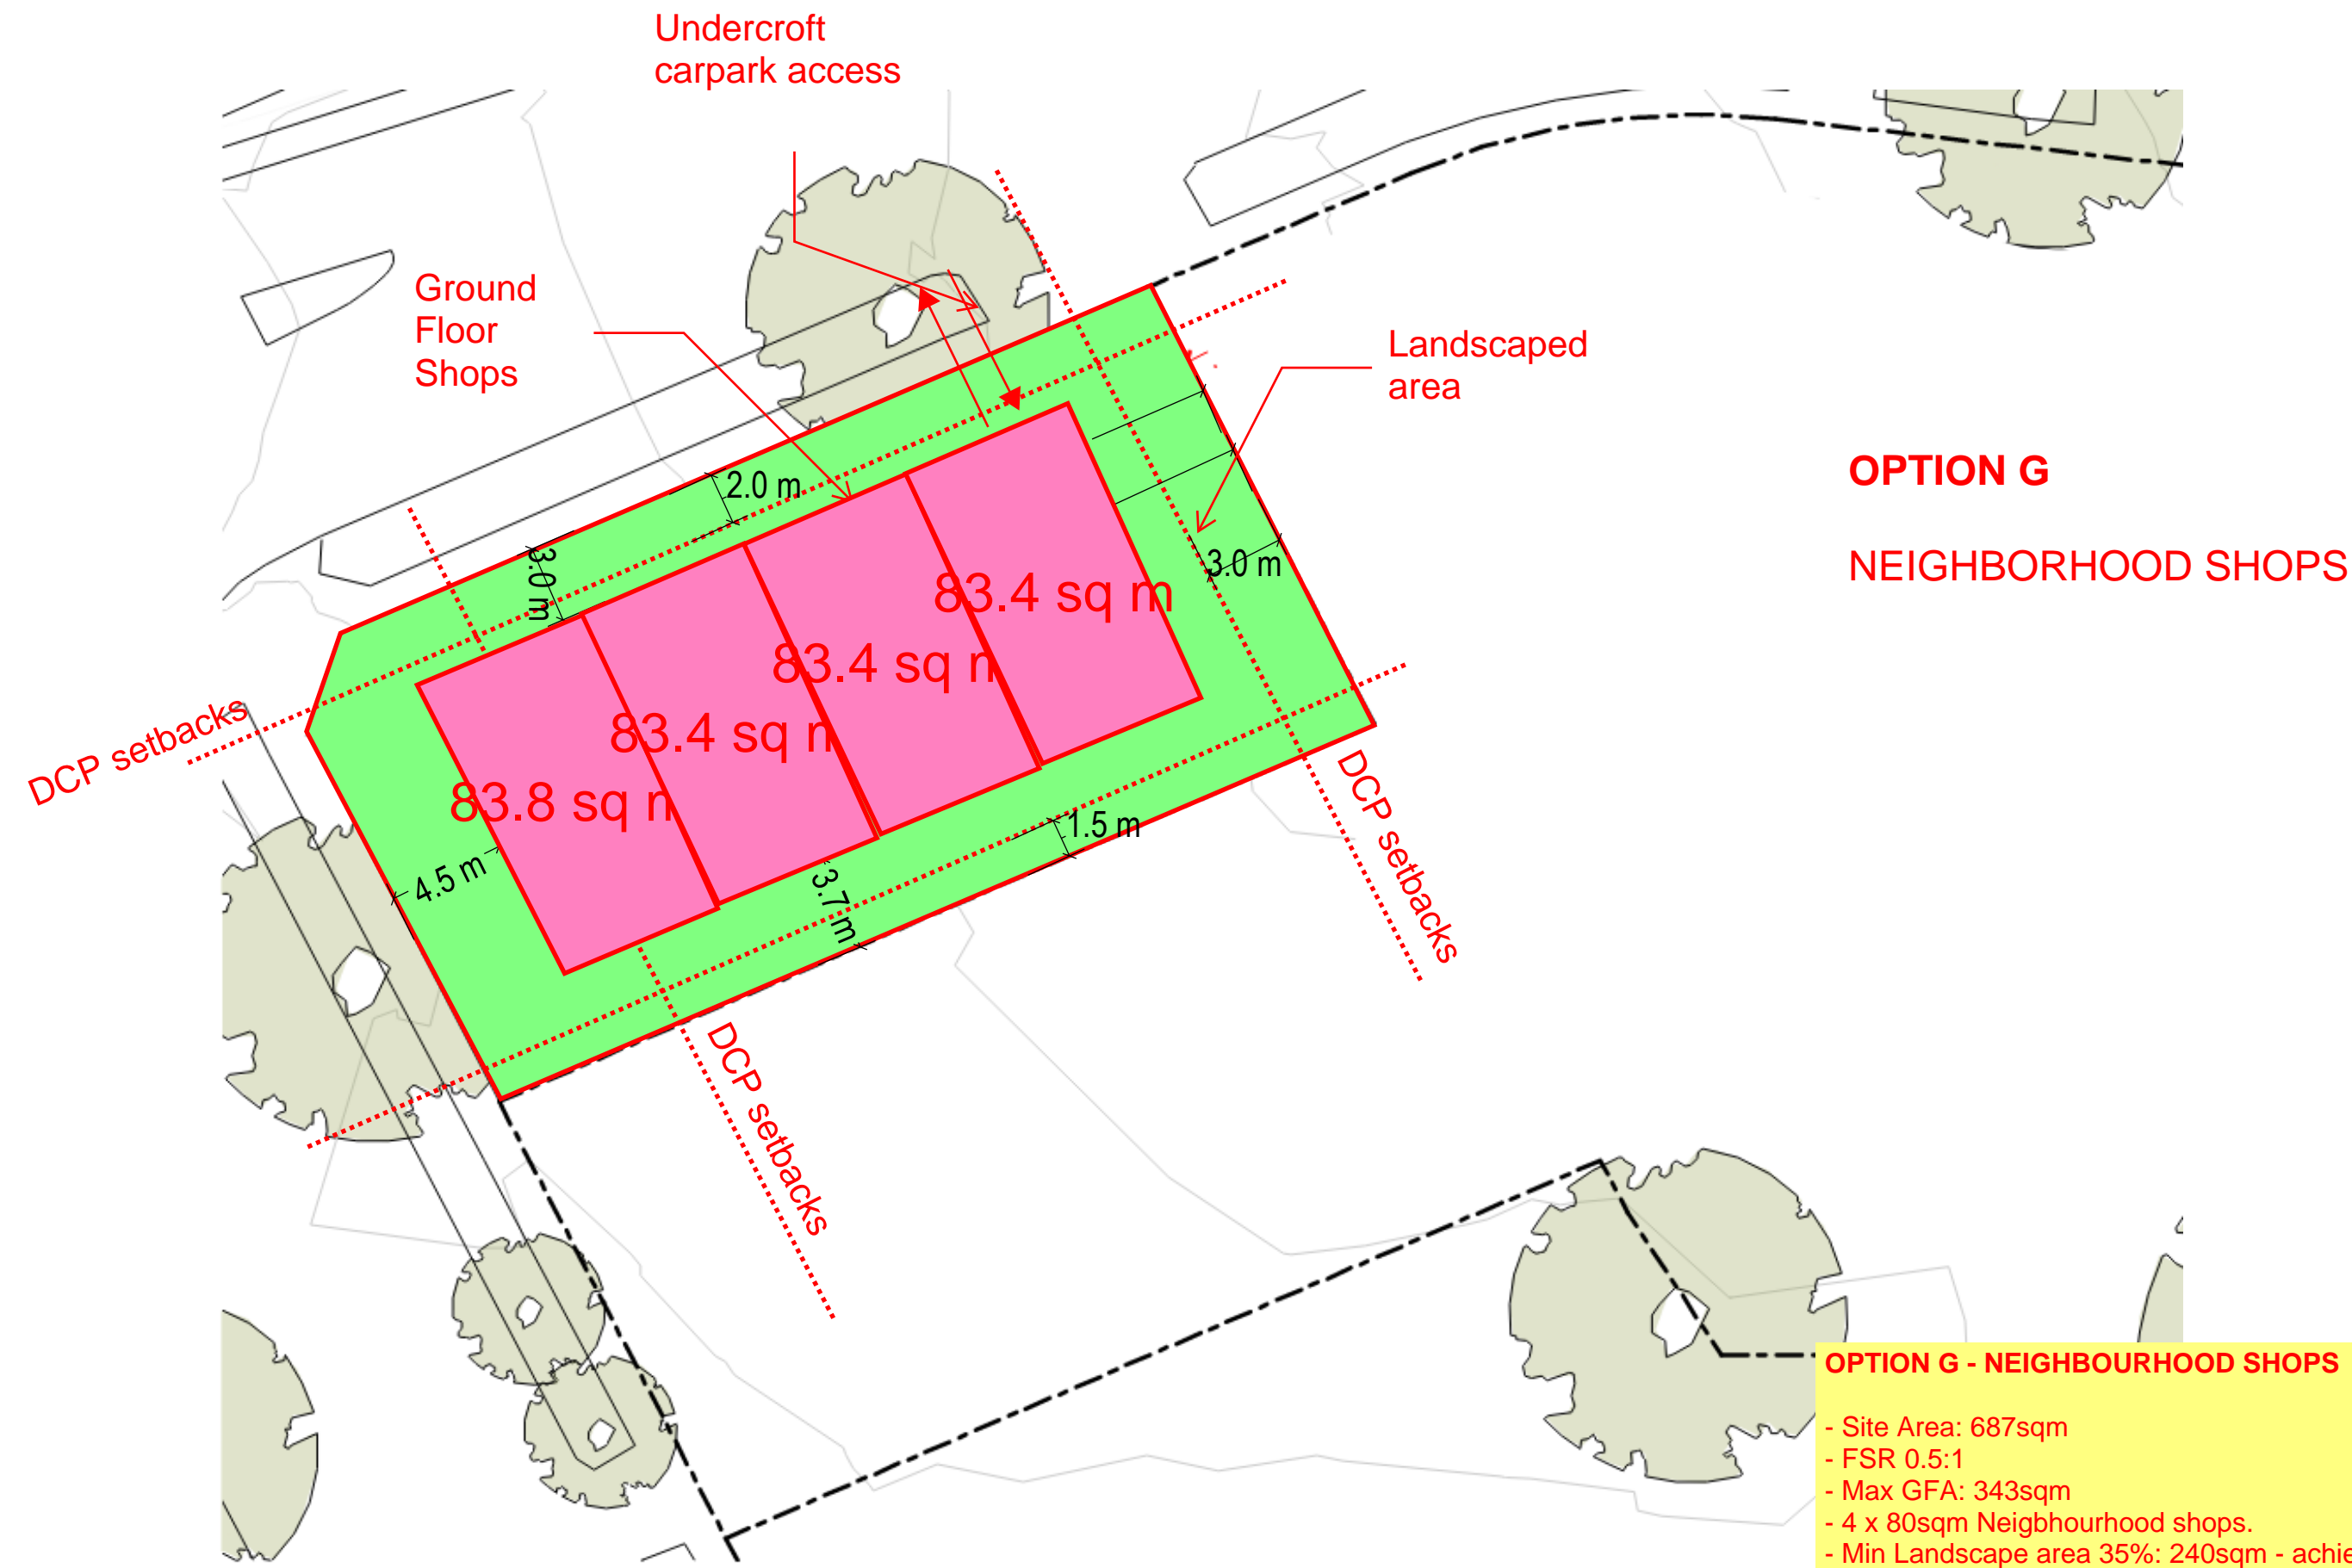 Undercroft
carpark access
Ground
Floor
Shops
Landscaped
area
OPTION G
NEIGHBORHOOD SHOPS
2.0 m
3.0 m
3.0 m
83.4 sq m
83.4 sq m
83.4 sq m
83.8 sq m
DCP setbacks
4.5 m
3.7m
1.5 m
DCP setbacks
DCP setbacks
OPTION G - NEIGHBOURHOOD SHOPS
- Site Area: 687sqm
- FSR 0.5:1
- Max GFA: 343sqm
- 4 x 80sqm Neigbhourhood shops.
- Min Landscape area 35%: 240sqm -